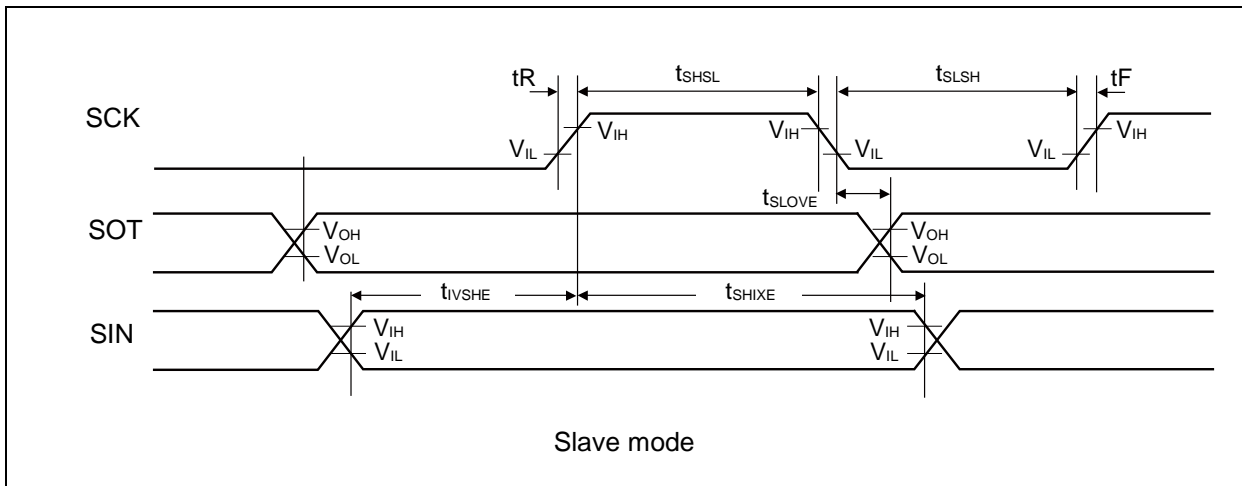 tR tSHSL tSLSH tF
SCK
VIH VIH VIH
VIL VIL VIL
tSLOVE
SOT
VOH VOH
VOL VOL
tIVSHE tSHIXE
SIN
VIH VIH
VIL VIL
Slave mode